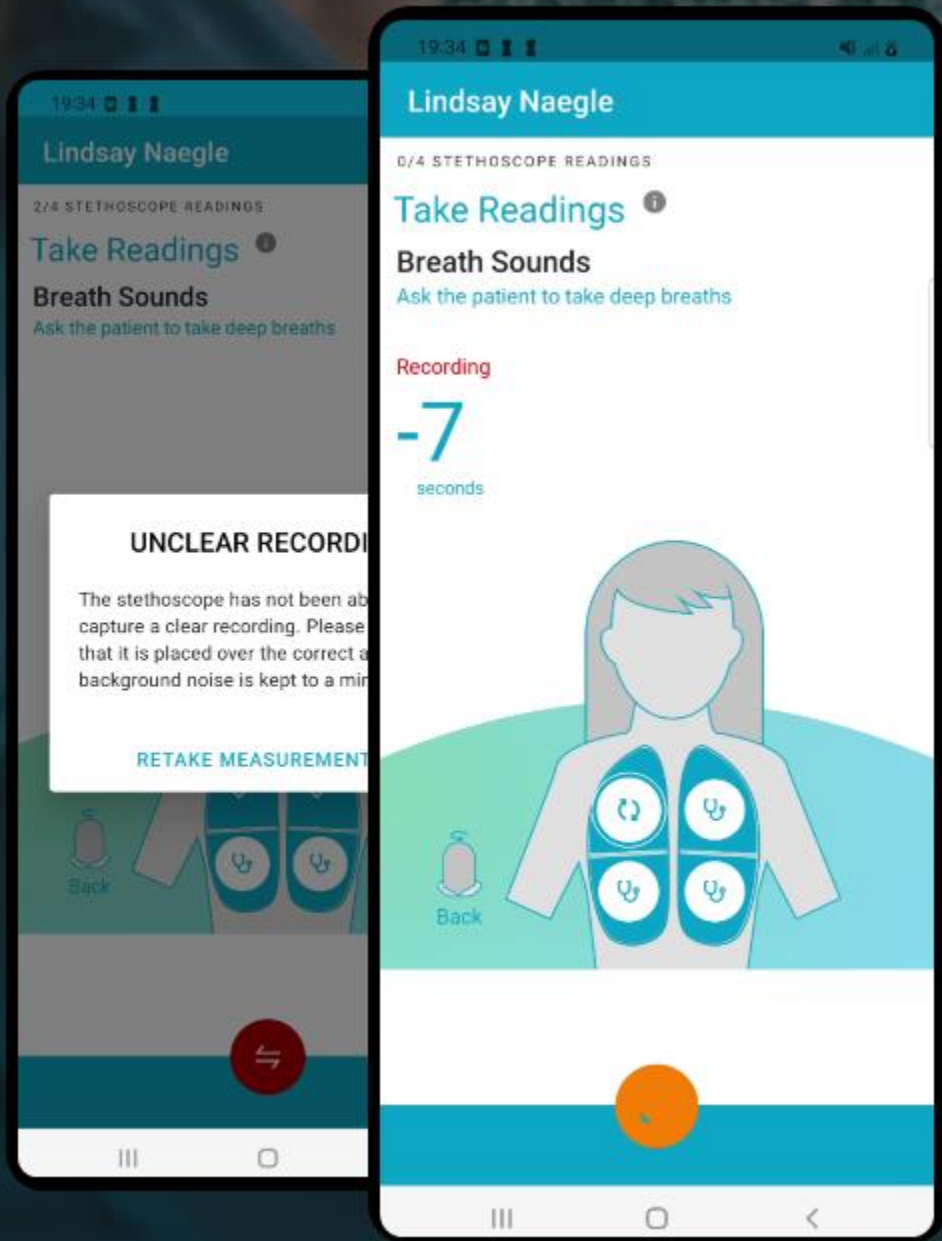 19:34
Lindsay Naegle
2/4 STETHOSCOPE READINGS
Take Readings
Breath Sounds
Ask the patient to take deep breaths
UNCLEAR RECORDI
The stethoscope has not been ab
capture a clear recording. Please
that it is placed over the correct a
background noise is kept to a mir
RETAKE MEASUREMENT
Back
19:34
Lindsay Naegle
0/4 STETHOSCOPE READINGS
Take Readings
Breath Sounds
Ask the patient to take deep breaths
Recording
-7
seconds
Back